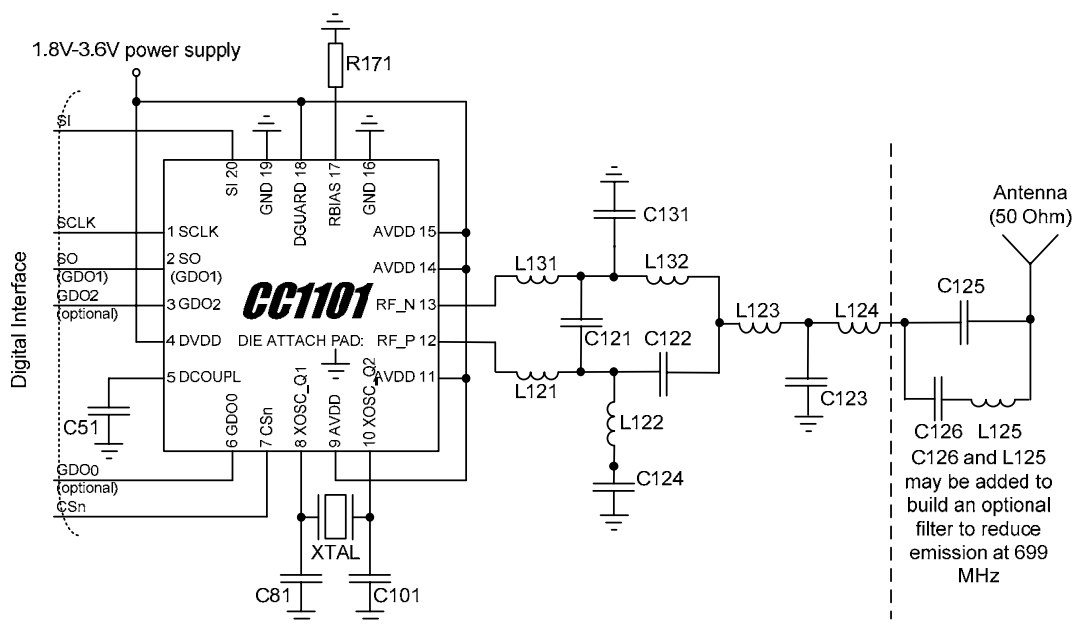 1.8V-3.6V power supply
R171
SI
SI 20
GND 19
DGUARD 18
RBIAS 17
GND 16
C131
Antenna
(50 Ohm)
SCLK
1 SCLK
AVDD 15
SO
(GDO1)
2 SO
(GDO1)
AVDD 14
L131
L132
C125
GDO2
(optional)
3 GDO2
CC1101
RF_N 13
L123
L124
Digital Interface
4 DVDD
DIE ATTACH PAD:
RF_P 12
C121
C122
5 DCOUPL
AVDD 11
L121
C123
C51
6 GDO0
7 CSn
8 XOSC_Q1
9 AVDD
10 XOSC_Q2
L122
C126
L125
GDO0
(optional)
C124
CSn
XTAL
C81
C101
C126 and L125
may be added to
build an optional
filter to reduce
emission at 699
MHz